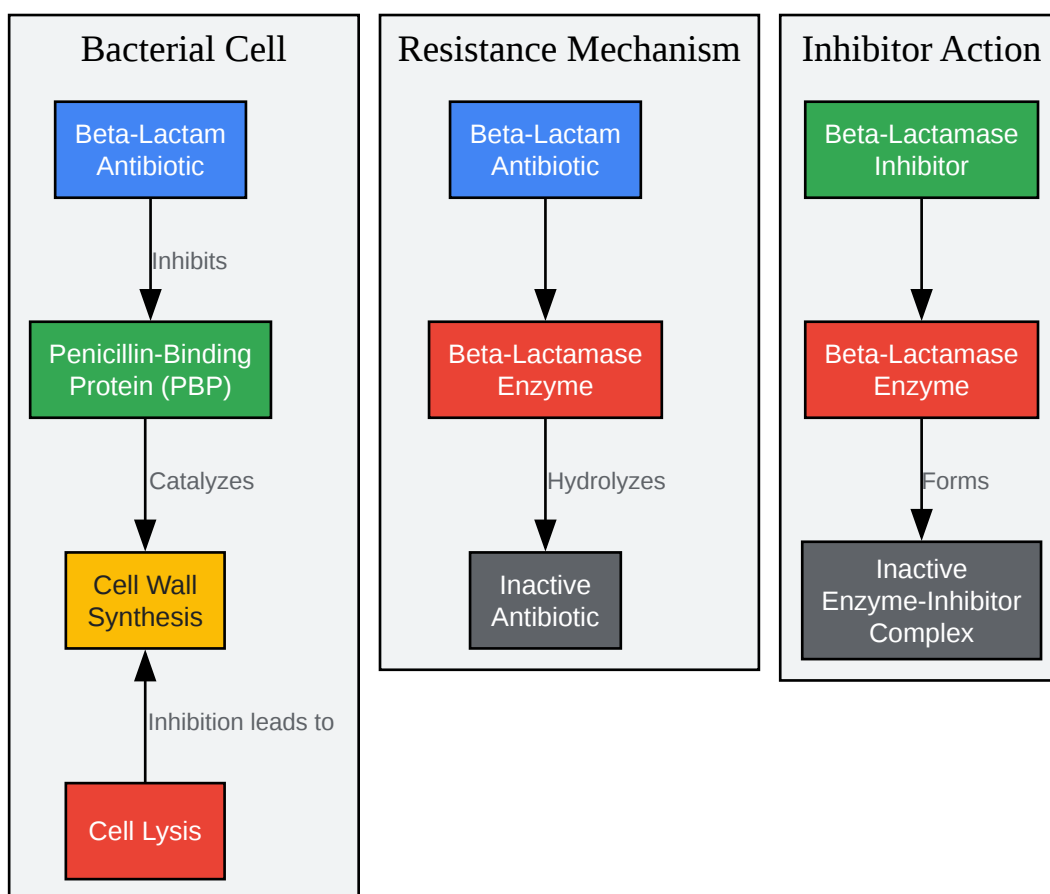 Bacterial Cell
Beta-Lactam
Antibiotic
Inhibits
Penicillin-Binding
Protein (PBP)
Catalyzes
Cell Wall
Synthesis
Inhibition leads to
Cell Lysis
Resistance Mechanism
Beta-Lactam
Antibiotic
Beta-Lactamase
Enzyme
Hydrolyzes
Inactive
Antibiotic
Inhibitor Action
Beta-Lactamase
Inhibitor
Beta-Lactamase
Enzyme
Forms
Inactive
Enzyme-Inhibitor
Complex